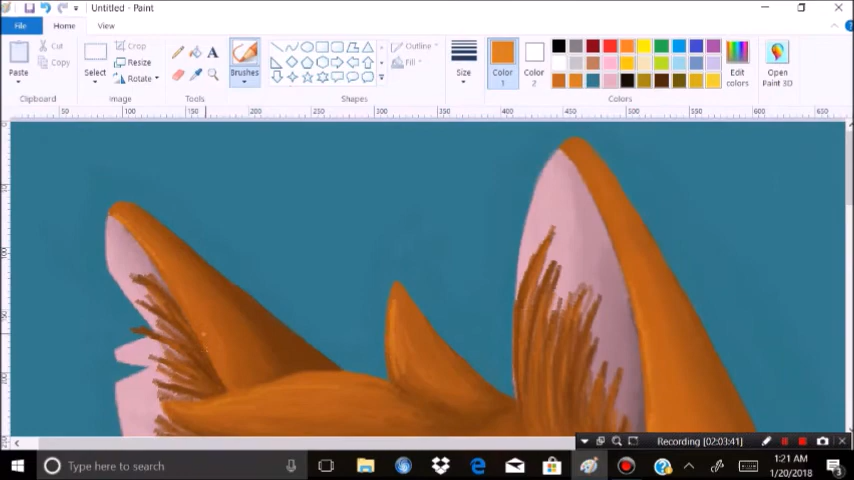 Untitled - Paint
File
Home
View
Paste
Cut
Copy
Clipboard
Select
Crop
Resize
Rotate
Image
Tools
Brushes
Outline
Fill
Shapes
Size
Color
1
Color
2
Edit
colors
Open
Paint 3D
Colors
50
100
150
200
250
300
350
400
450
500
550
600
650
Recording [02:03:41]
Type here to search
1:21 AM
1/20/2018
3